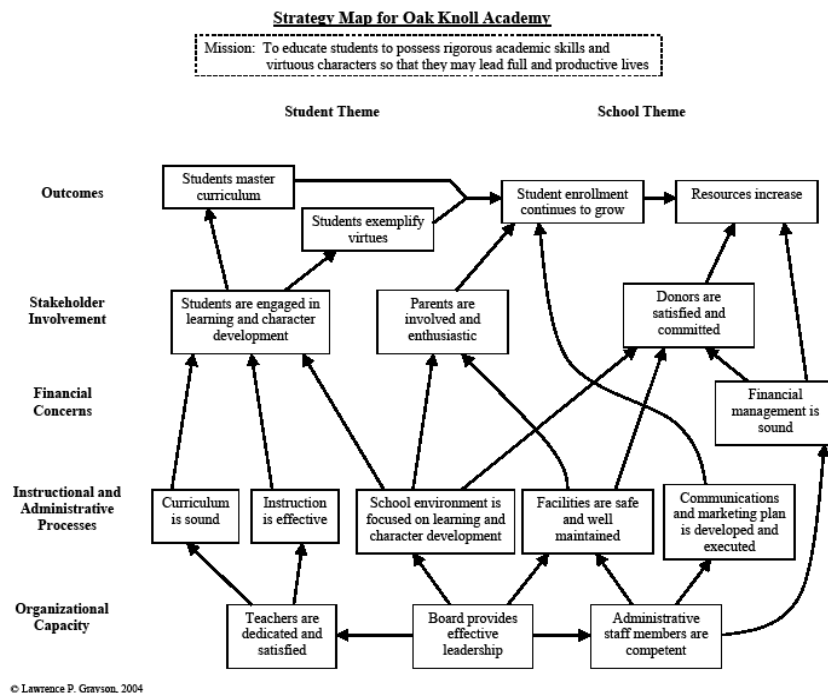 Strategy Map for Oak Knoll Academy
Mission: To educate students to possess rigorous academic skills and
virtuous characters so that they may lead full and productive lives
Student Theme
School Theme
Outcomes
Students master
curriculum
Students exemplify
virtues
Student enrollment
continues to grow
Resources increase
Stakeholder
Involvement
Students are engaged in
learning and character
development
Parents are
involved and
enthusiastic
Donors are
satisfied and
committed
Financial
Concerns
Financial
management is
sound
Instructional and
Administrative
Processes
Curriculum
is sound
Instruction
is effective
School environment is
focused on learning and
character development
Facilities are safe
and well
maintained
Communications
and marketing plan
is developed and
executed
Organizational
Capacity
Teachers are
dedicated and
satisfied
Board provides
effective
leadership
Administrative
staff members are
competent
© Lawrence P. Grayson, 2004